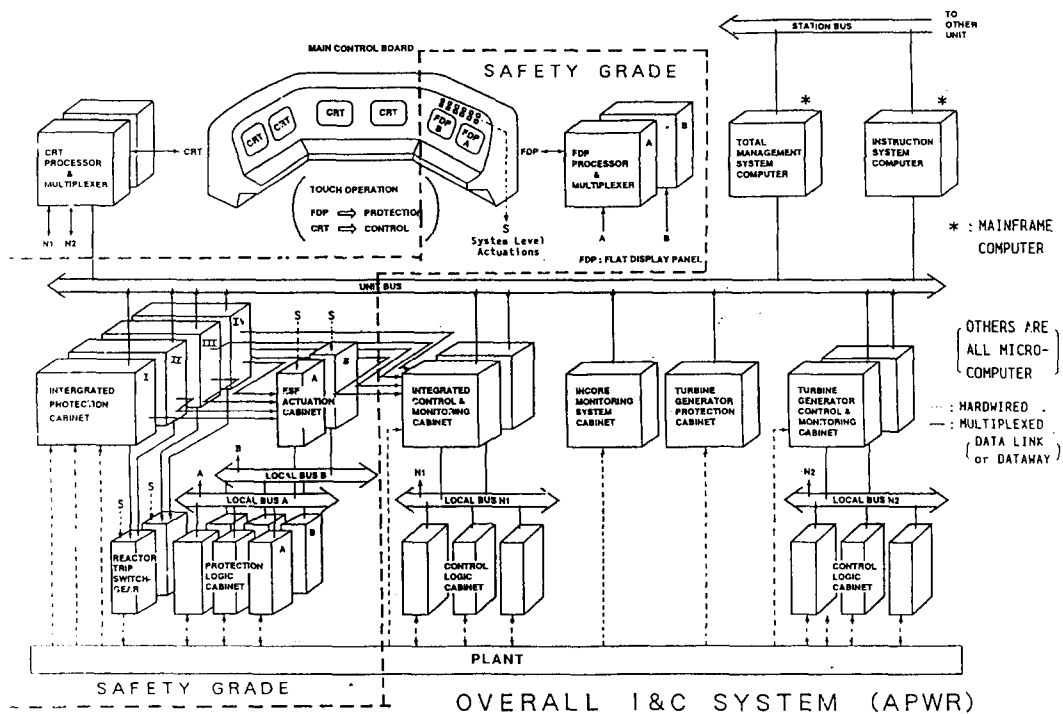 STATION BUS
TO
OTHER
UNIT
MAIN CONTROL BOARD
SAFETY GRADE
CRT
PROCESSOR
&
MULTIPLEXER
N1
N2
CRT
CRT
CRT
CRT
CRT
FDP
B
FDP
A
TOUCH OPERATION
FDP ⇒ PROTECTION
CRT ⇒ CONTROL
S
System Level
Actuations
FDP
FDP
PROCESSOR
&
MULTIPLEXER
A
B
A
B
FDP : FLAT DISPLAY PANEL
*
TOTAL
MANAGEMENT
SYSTEM
COMPUTER
*
INSTRUCTION
SYSTEM
COMPUTER
* : MAINFRAME
COMPUTER
UNIT BUS
INTERGRATED
PROTECTION
CABINET
I
II
III
S
S
ESF
ACTUATION
CABINET
A
B
INTEGRATED
CONTROL &
MONITORING
CABINET
INCORE
MONITORING
SYSTEM
CABINET
TURBINE
GENERATOR
PROTECTION
CABINET
TURBINE
GENERATOR
CONTROL &
MONITORING
CABINET
OTHERS ARE
ALL MICRO-
COMPUTER
HARDWIRED
MULTIPLEXED
DATA LINK
or DATAWAY
B
LOCAL BUS B
A
LOCAL BUS A
N1
LOCAL BUS N1
N2
LOCAL BUS N2
S
S
REACTOR
TRIP
SWITCH-
GEAR
PROTECTION
LOGIC
CABINET
A
B
CONTROL
LOGIC
CABINET
CONTROL
LOGIC
CABINET
PLANT
SAFETY GRADE
OVERALL I&C SYSTEM (APWR)